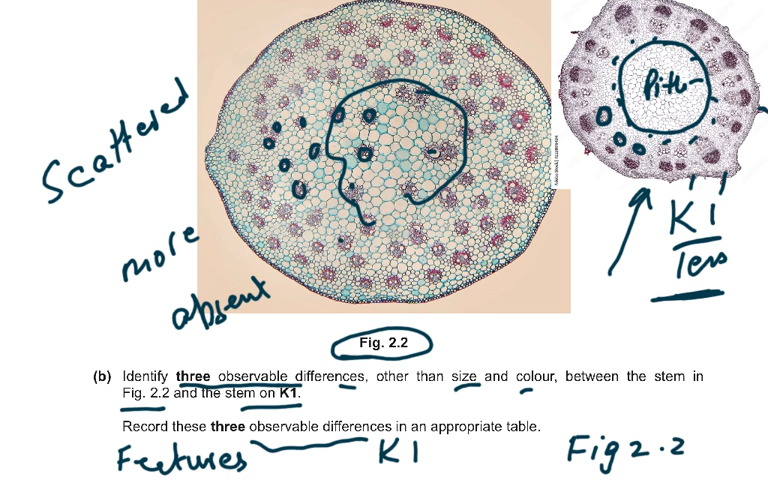 Pith
Scattered
K1
less
more
absent
Fig. 2.2
(b) Identify three observable differences, other than size and colour, between the stem in
Fig. 2.2 and the stem on K1.
Record these three observable differences in an appropriate table.
Feetures K1 Fig 2.2